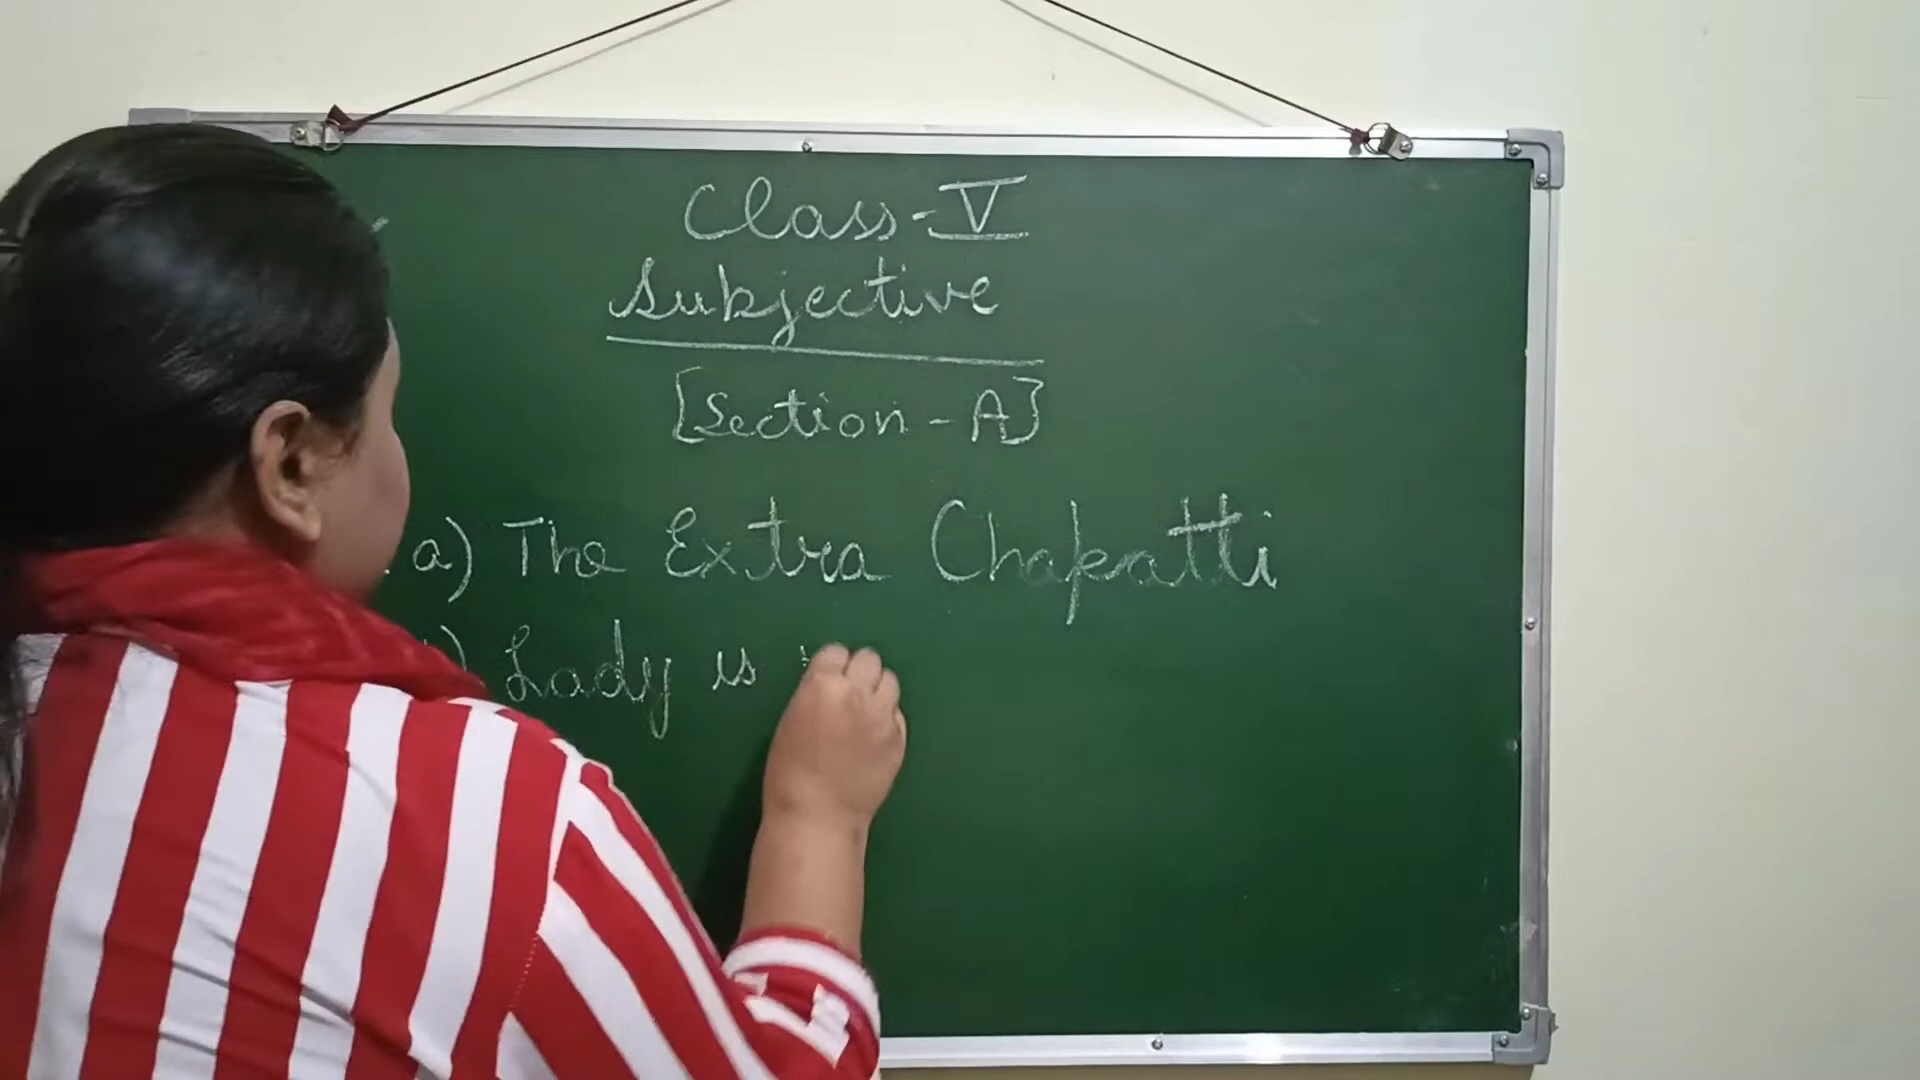 Class-V
Subjective
[Section-A]
a) The Extra Chapatti
) Lady is